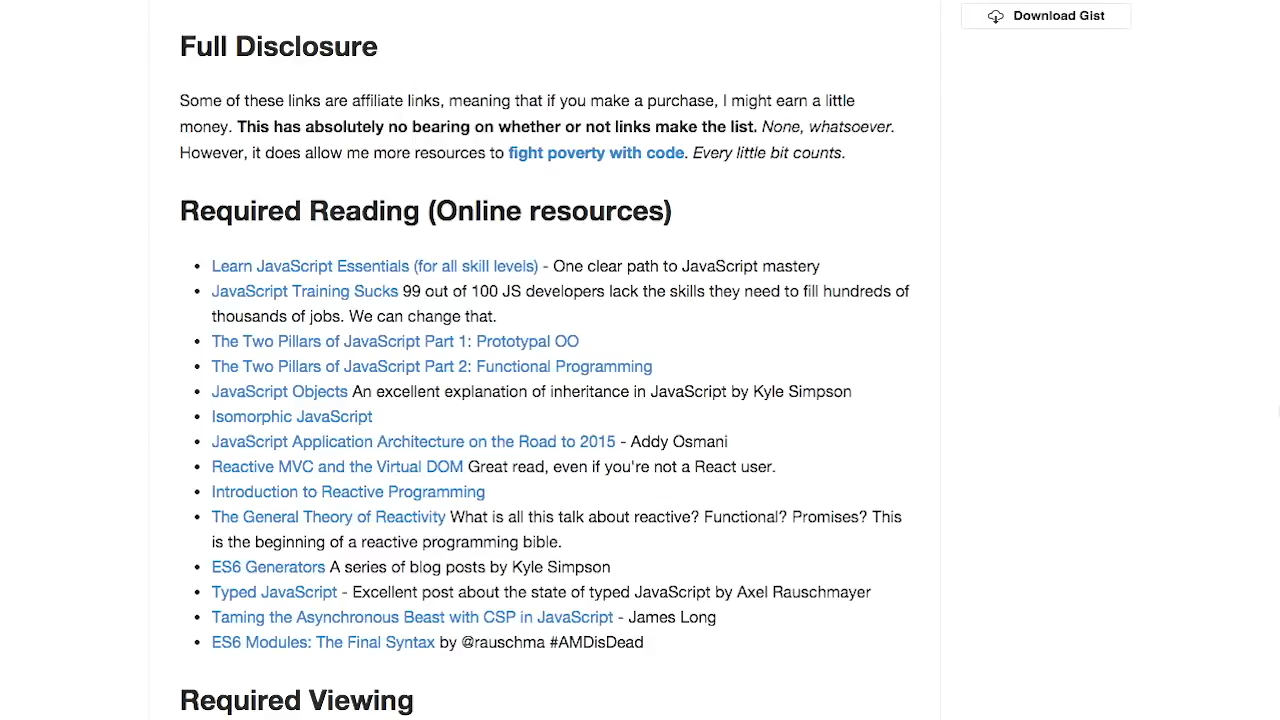 Download Gist
Full Disclosure
Some of these links are affiliate links, meaning that if you make a purchase, I might earn a little
money. This has absolutely no bearing on whether or not links make the list. None, whatsoever.
However, it does allow me more resources to fight poverty with code. Every little bit counts.
Required Reading (Online resources)
• Learn JavaScript Essentials (for all skill levels) - One clear path to JavaScript mastery
• JavaScript Training Sucks 99 out of 100 JS developers lack the skills they need to fill hundreds of
thousands of jobs. We can change that.
• The Two Pillars of JavaScript Part 1: Prototypal OO
• The Two Pillars of JavaScript Part 2: Functional Programming
• JavaScript Objects An excellent explanation of inheritance in JavaScript by Kyle Simpson
• Isomorphic JavaScript
• JavaScript Application Architecture on the Road to 2015 - Addy Osmani
• Reactive MVC and the Virtual DOM Great read, even if you're not a React user.
• Introduction to Reactive Programming
• The General Theory of Reactivity What is all this talk about reactive? Functional? Promises? This
is the beginning of a reactive programming bible.
• ES6 Generators A series of blog posts by Kyle Simpson
• Typed JavaScript - Excellent post about the state of typed JavaScript by Axel Rauschmayer
• Taming the Asynchronous Beast with CSP in JavaScript - James Long
• ES6 Modules: The Final Syntax by @rauschma #AMDisDead
Required Viewing